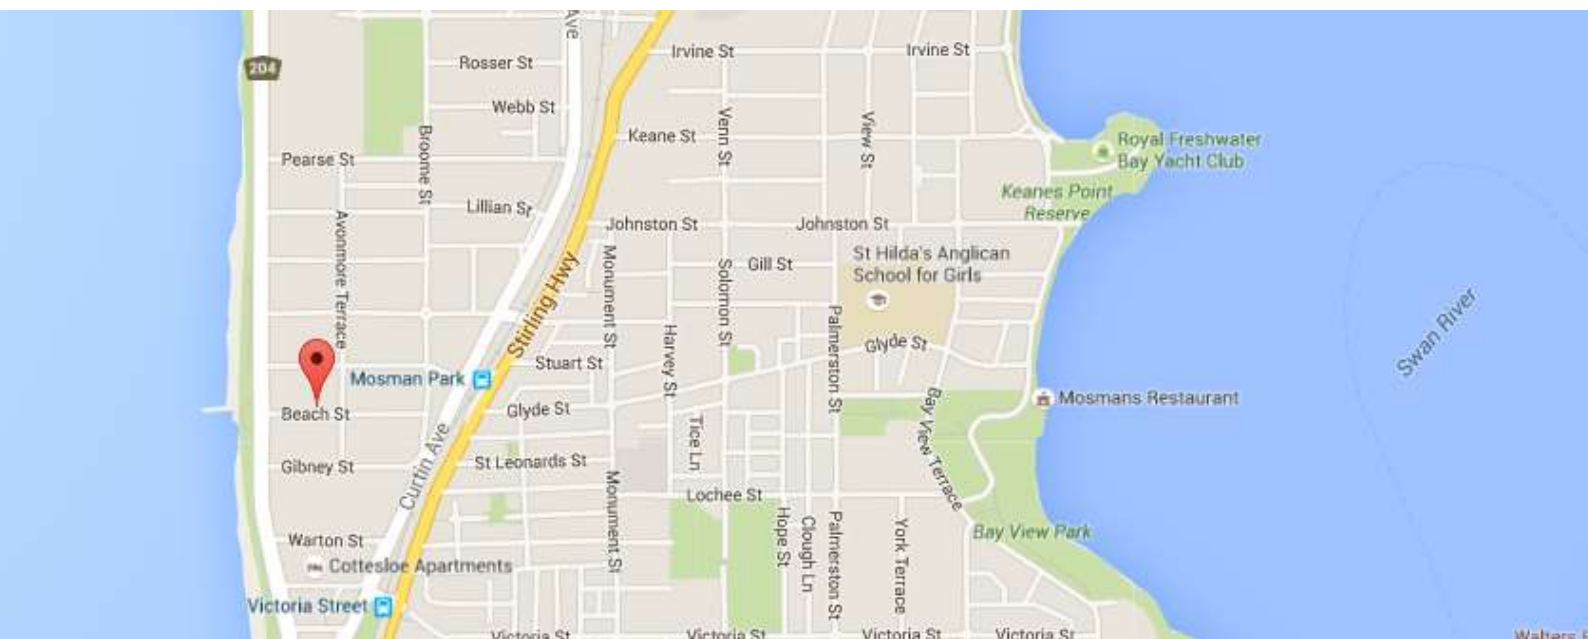 Ave
Irvine St
Irvine St
204
Rosser St
Webb St
Venn St
View St
Keane St
Royal Freshwater
Bay Yacht Club
Broome St
Pearse St
Keanes Point
Reserve
Lillian St
Avonmore Terrace
Johnston St
Johnston St
Monument St
Gill St
Solomon St
St Hilda's Anglican
School for Girls
Stirling Hwy
Swan River
Palmerston St
Harvey St
Glyde St
Stuart St
Mosman Park
Mosmans Restaurant
Beach St
Glyde St
Bay View Terrace
Tice Ln
Curtin Ave
Gibney St
St Leonards St
Monument St
Lochee St
Hope St
Clough Ln
Palmerston St
York Terrace
Bay View Park
Warton St
Cottesloe Apartments
Victoria Street
Victoria St
Victoria St
Victoria St
Victoria St
Walters